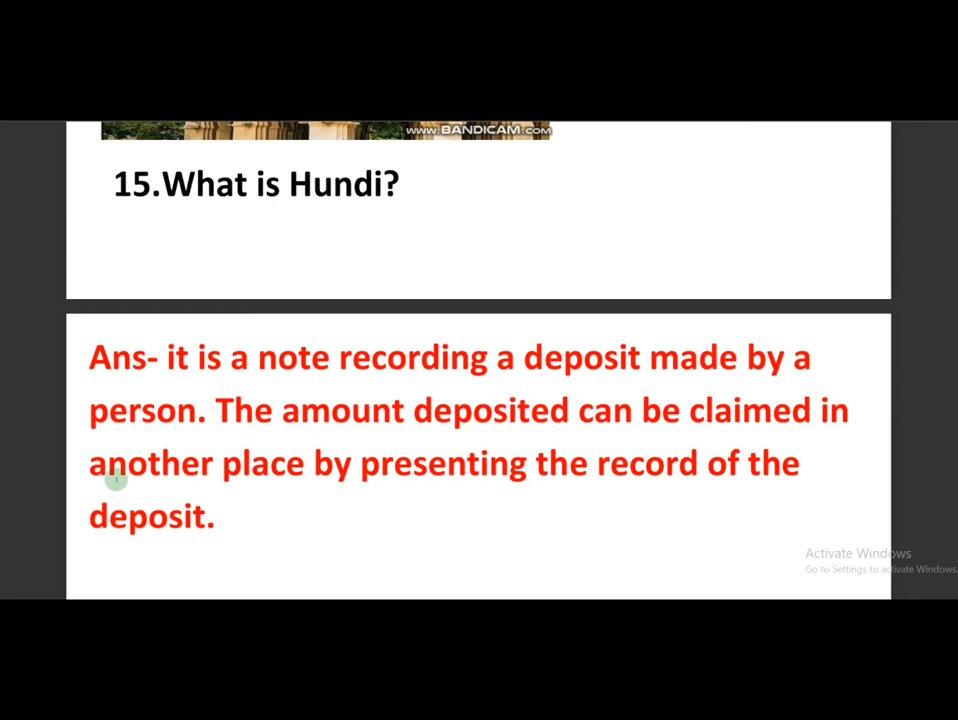 www.BANDICAM.com
15.What is Hundi?
Ans- it is a note recording a deposit made by a
person. The amount deposited can be claimed in
another place by presenting the record of the
deposit.
Activate Windows
Go to Settings to activate Windows.